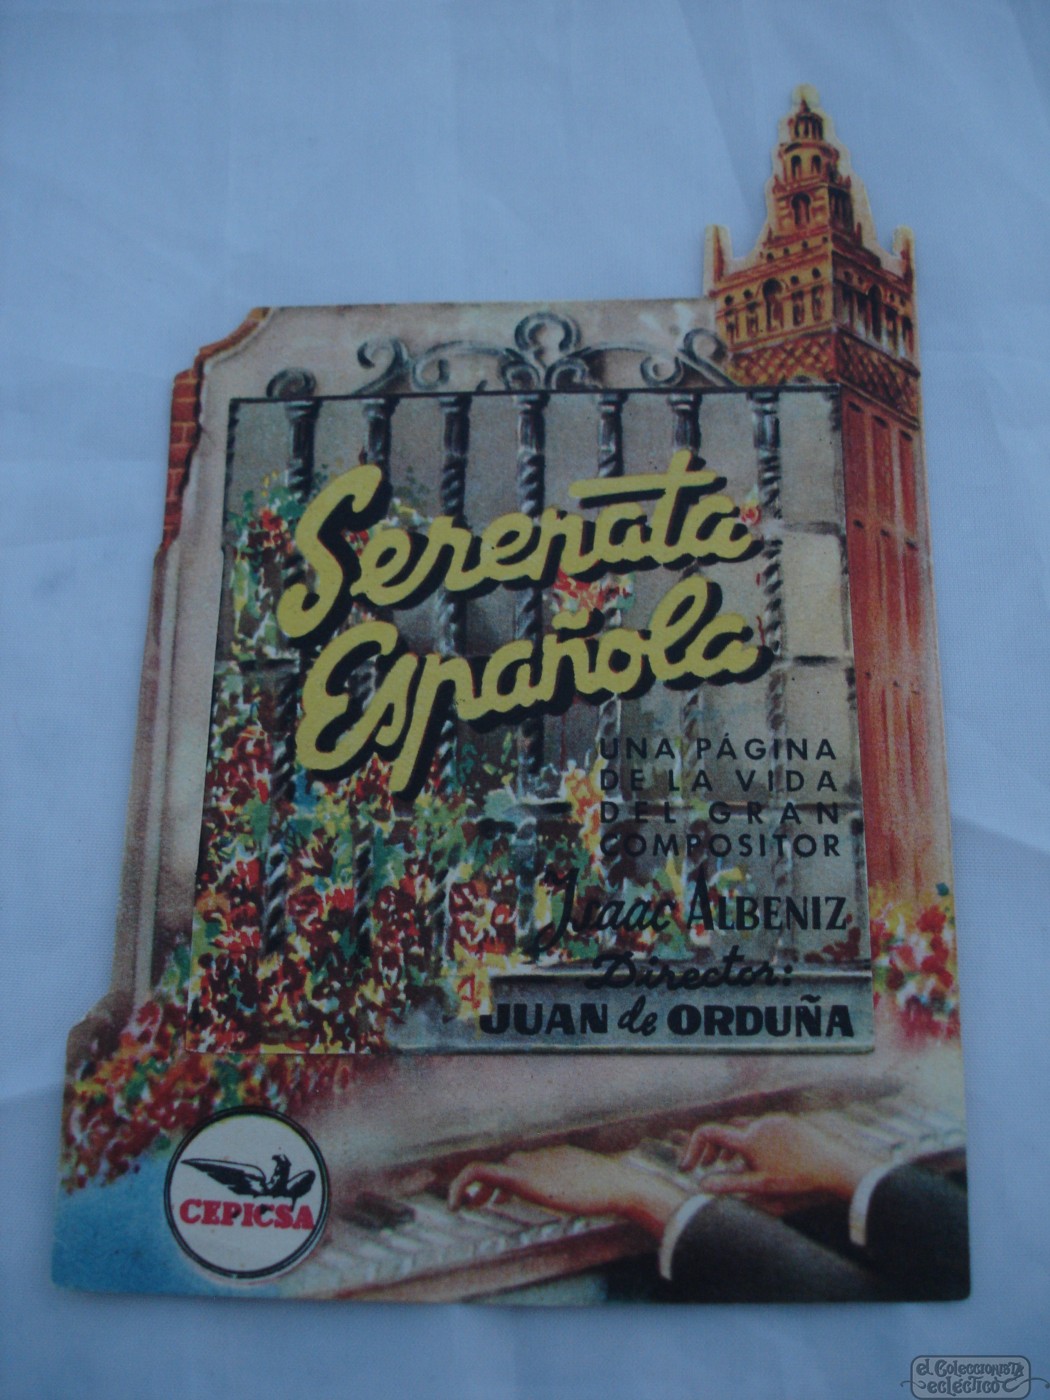 Serenata
Española
UNA PÁGINA
DE LA VIDA
DEL GRAN
COMPOSITOR
Isaac ALBENIZ
Director:
JUAN de ORDUÑA
CEPICSA
el Coleccionista
ecléctico